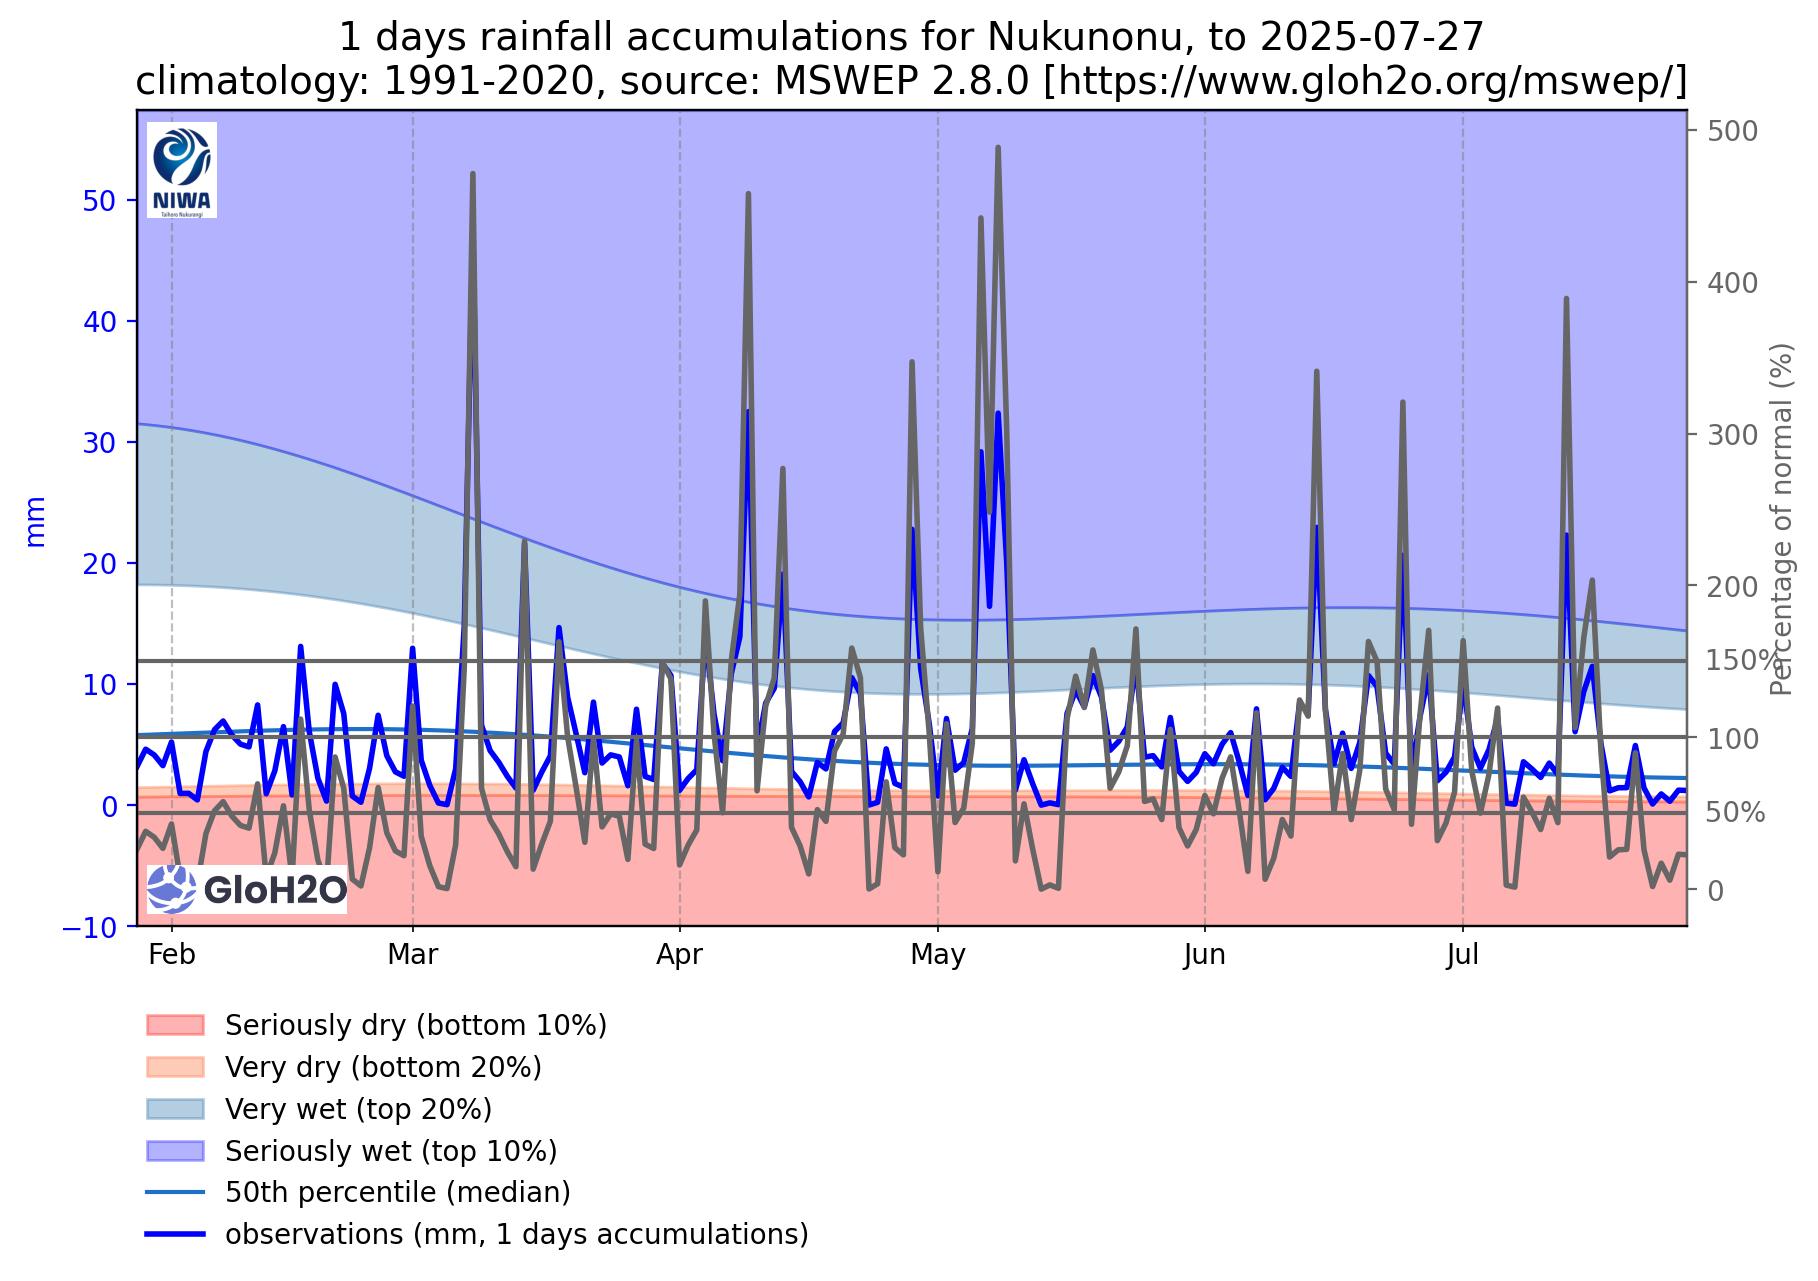 1 days rainfall accumulations for Nukunonu, to 2025-07-27
climatology: 1991-2020, source: MSWEP 2.8.0 [https://www.gloh2o.org/mswep/]
NIWA
Taihoro Nukurangi
50
40
30
20
10
0
−10
mm
500
400
300
200
150%
100
50%
0
Percentage of normal (%)
GloH2O
Feb
Mar
Apr
May
Jun
Jul
Seriously dry (bottom 10%)
Very dry (bottom 20%)
Very wet (top 20%)
Seriously wet (top 10%)
50th percentile (median)
observations (mm, 1 days accumulations)